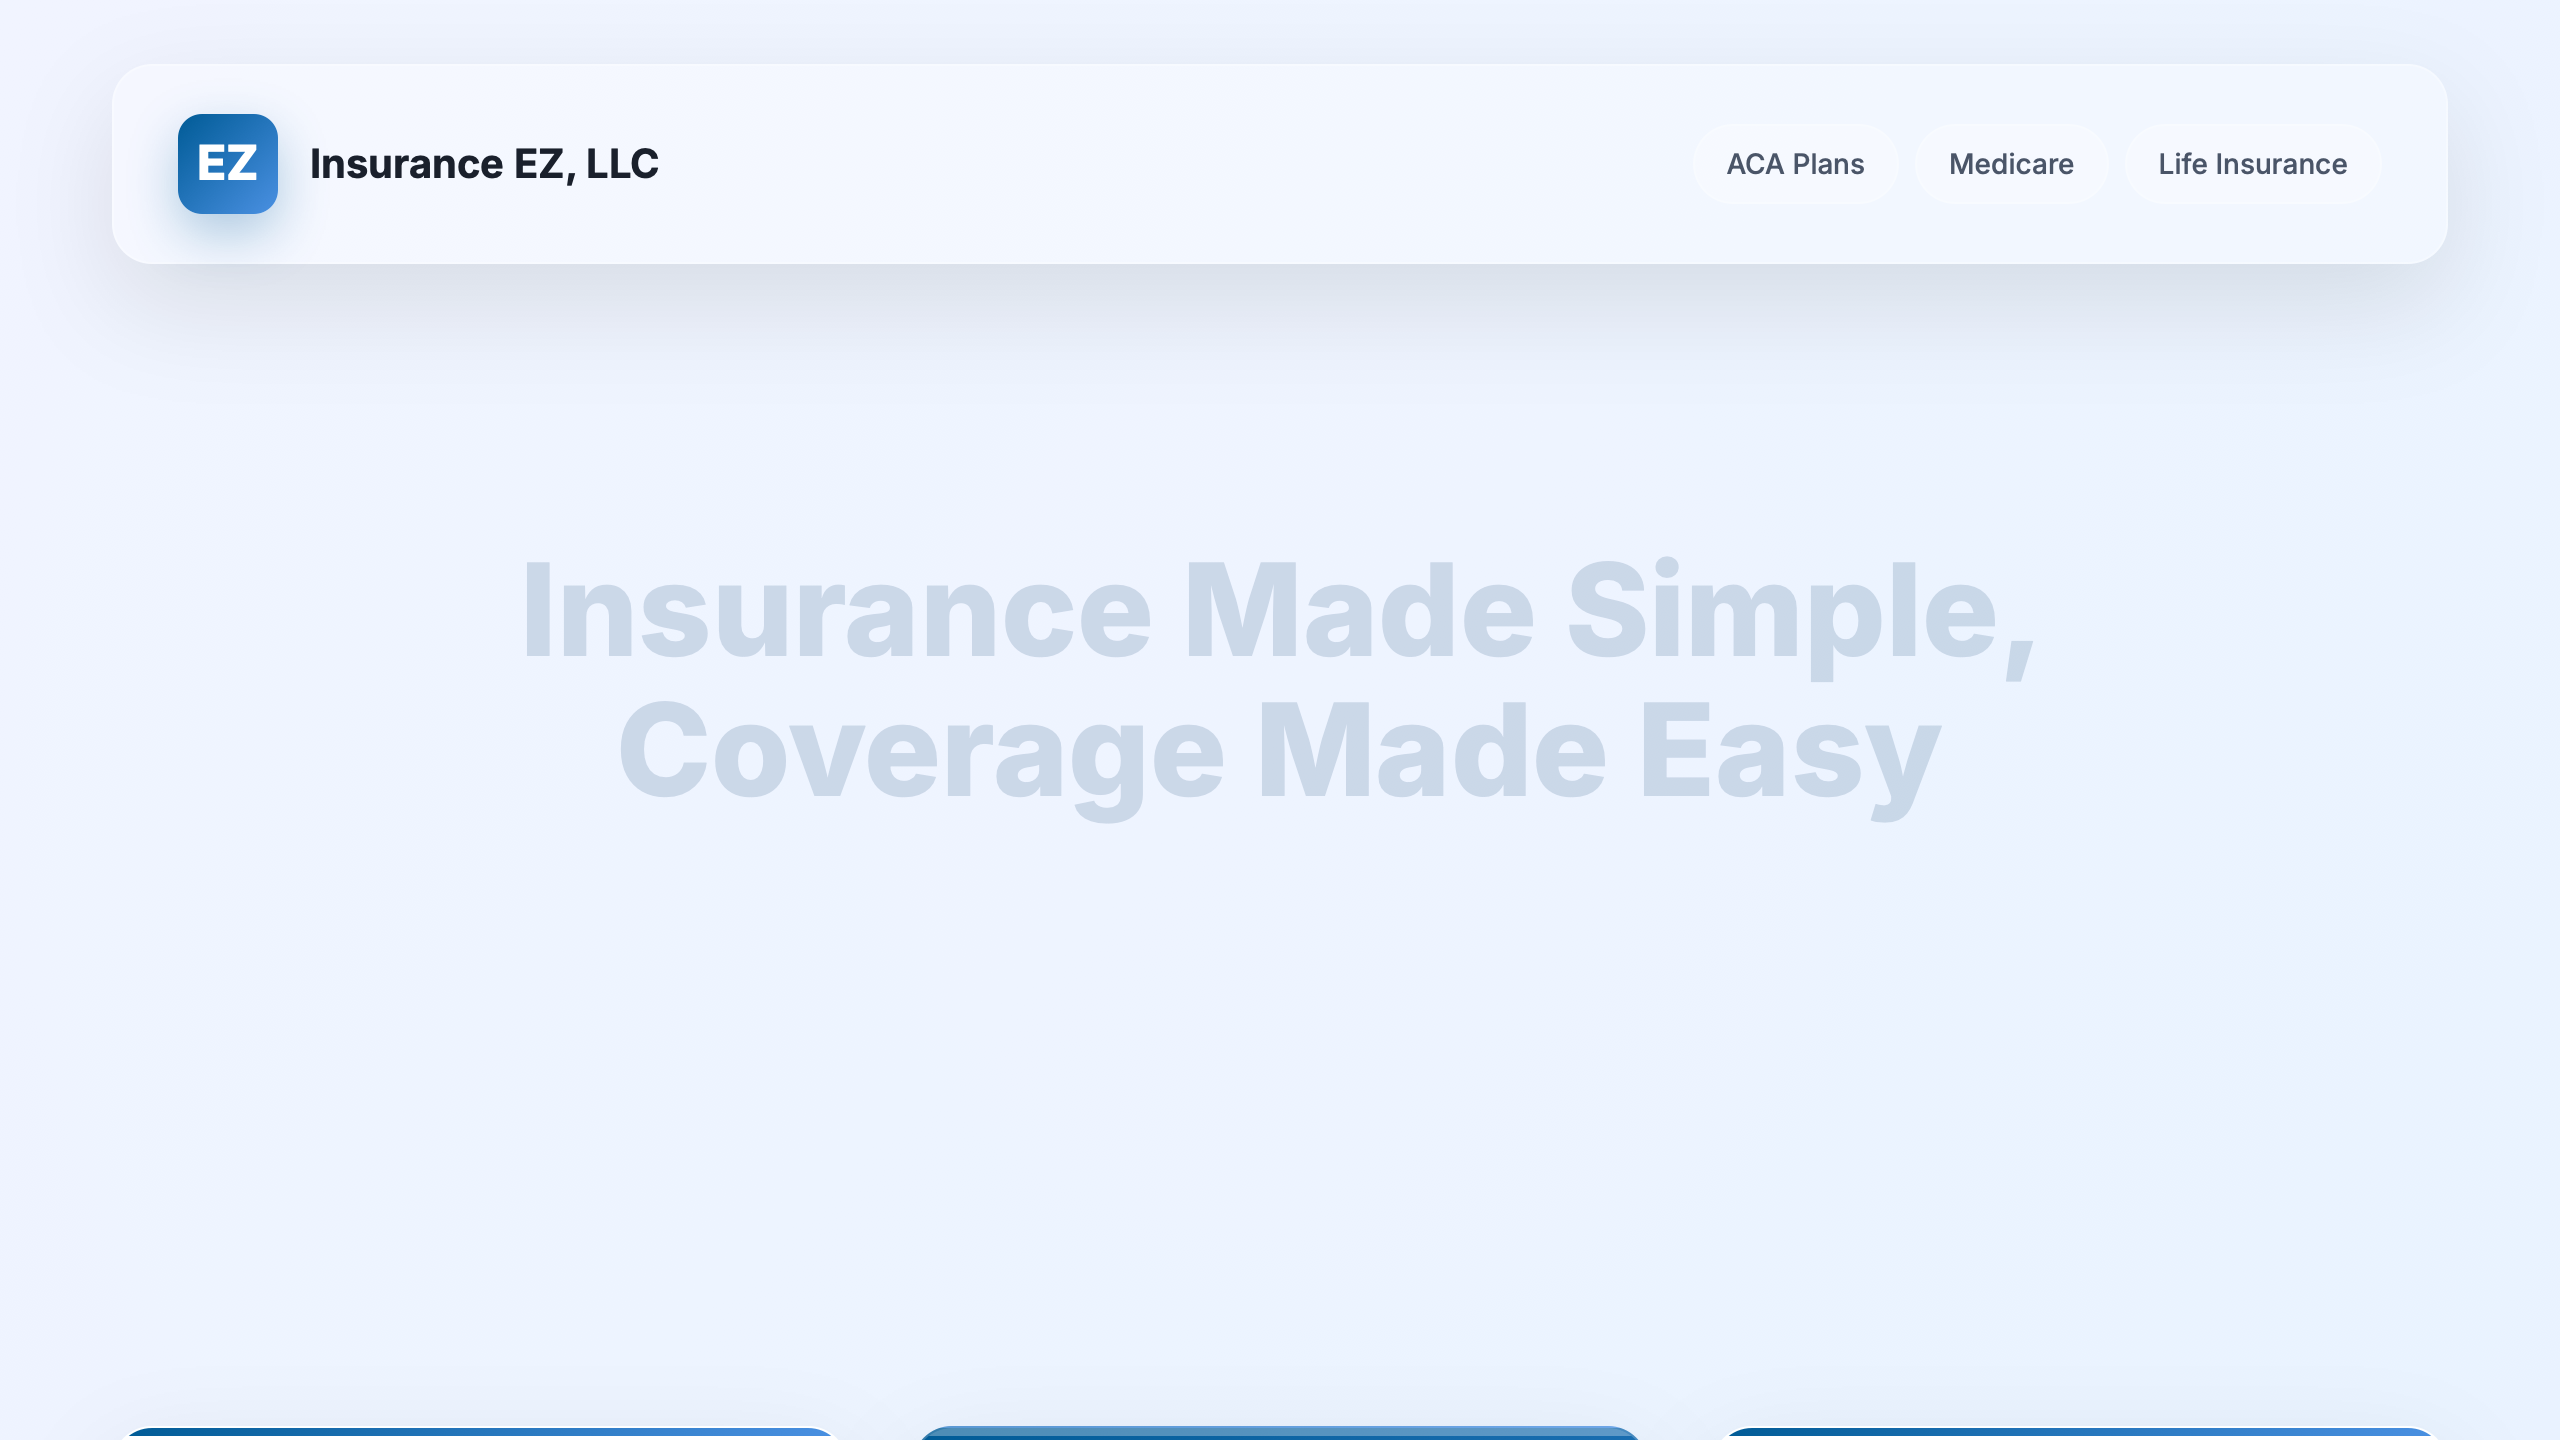 EZ
Insurance EZ, LLC
ACA Plans
Medicare
Life Insurance
Insurance Made Simple,
Coverage Made Easy